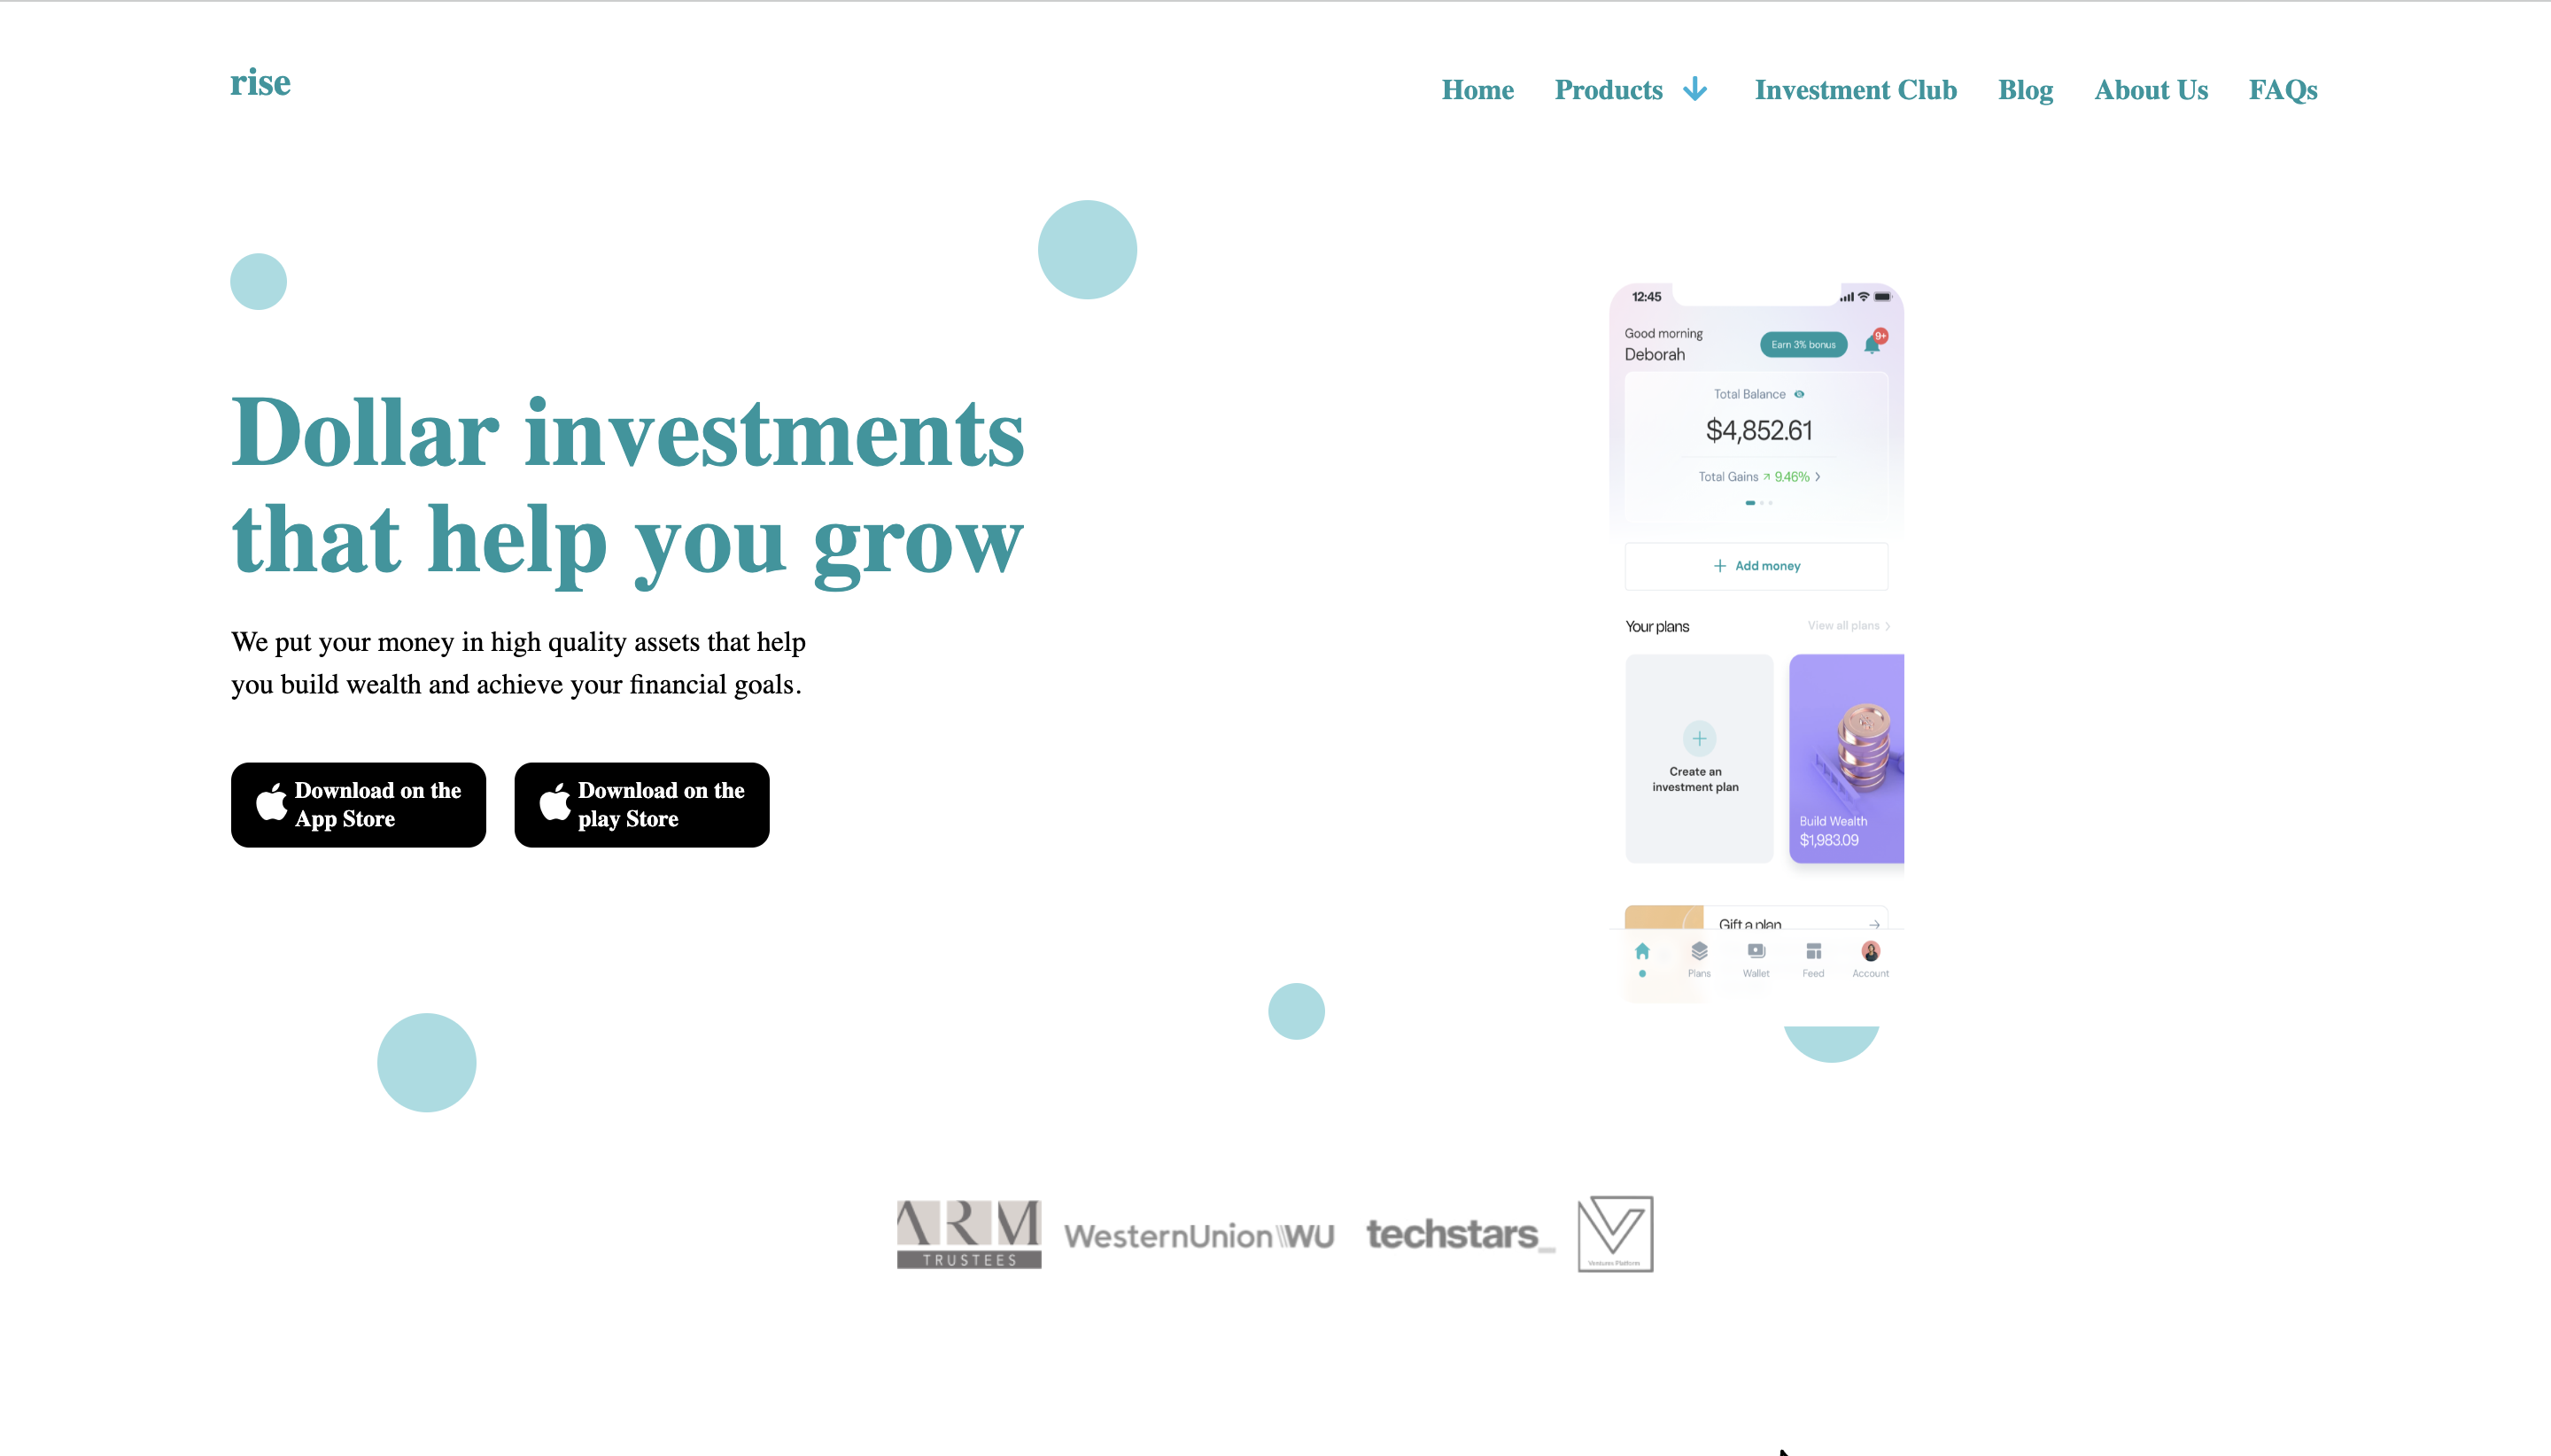 rise
Home Products Investment Club Blog About Us FAQs
Dollar investments
that help you grow
We put your money in high quality assets that help
you build wealth and achieve your financial goals.
Download on the
App Store
Download on the
play Store
12:45
Good morning
Deborah
Earn 3% bonus
9+
Total Balance
$4,852.61
Total Gains 9.46%
Add money
Your plans
View all plans
Create an
investment plan
Build Wealth
$1,983.09
Gift a plan
Plans Wallet Feed Account
ARM
TRUSTEES
WesternUnion\\WU
techstars_
Ventures Platform